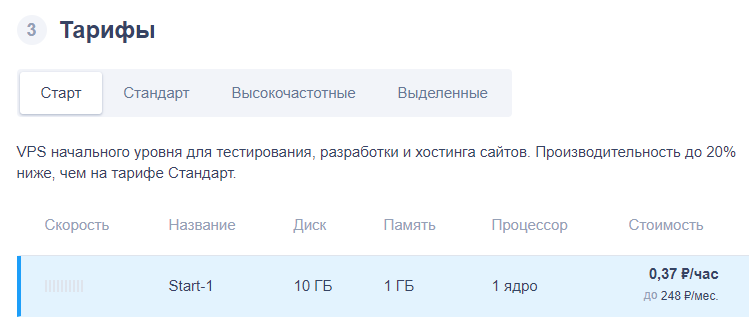 3 Тарифы
Старт Стандарт Высокочастотные Выделенные
VPS начального уровня для тестирования, разработки и хостинга сайтов. Производительность до 20%
ниже, чем на тарифе Стандарт.
Скорость Название Диск Память Процессор Стоимость
Start-1 10 ГБ 1 ГБ 1 ядро 0,37 ₽/час
до 248 ₽/мес.